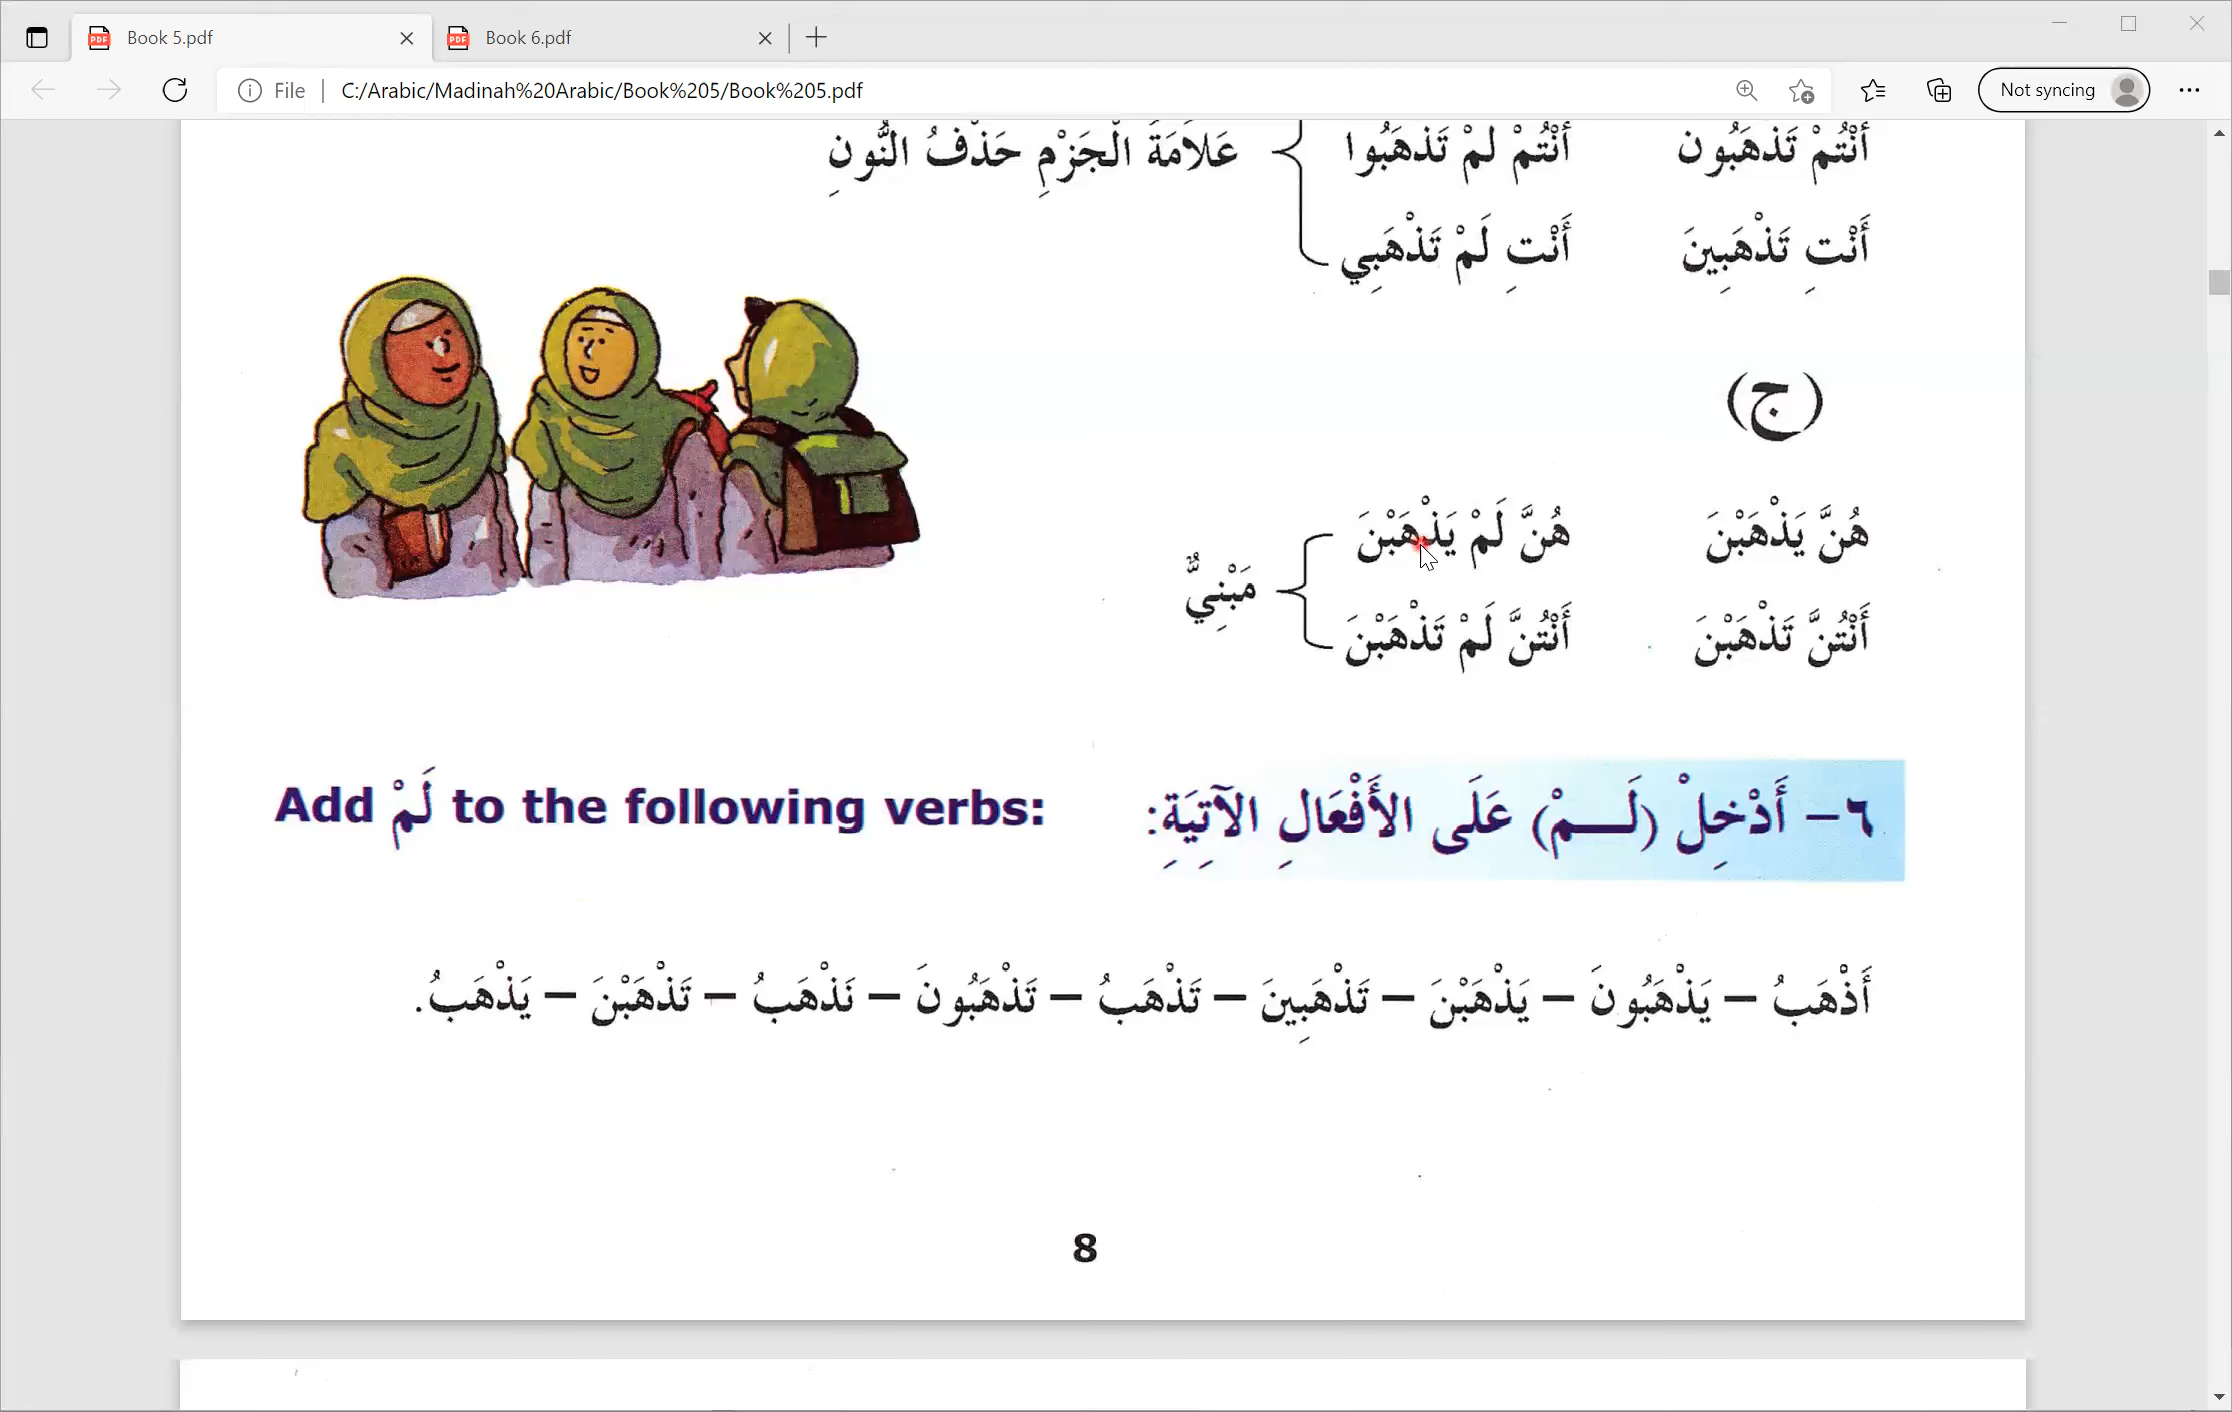 Book 5.pdf
Book 6.pdf
File
C:/Arabic/Madinah%20Arabic/Book%205/Book%205.pdf
Not syncing
أَنْتُمْ تَذْهَبُون أَنْتُمْ لَمْ تَذْهَبُوا عَلاَمَةُ الْجَزْمِ حَذْفُ النُّونِ
أَنْتِ تَذْهَبِينَ أَنْتِ لَمْ تَذْهَبِي
(ج)
هُنَّ يَذْهَبْنَ هُنَّ لَمْ يَذْهَبْنَ
مَبْنِيٌّ
أَنْتُنَّ تَذْهَبْنَ أَنْتُنَّ لَمْ تَذْهَبْنَ
٦- أَدْخِلْ (لَــمْ) عَلَى الأَفْعَالِ الآتِيَةِ:
Add لَمْ to the following verbs:
أَذْهَبُ – يَذْهَبُونَ – يَذْهَبْنَ – تَذْهَبِينَ – تَذْهَبُ – تَذْهَبُونَ – نَذْهَبُ – تَذْهَبْنَ – يَذْهَبُ.
8